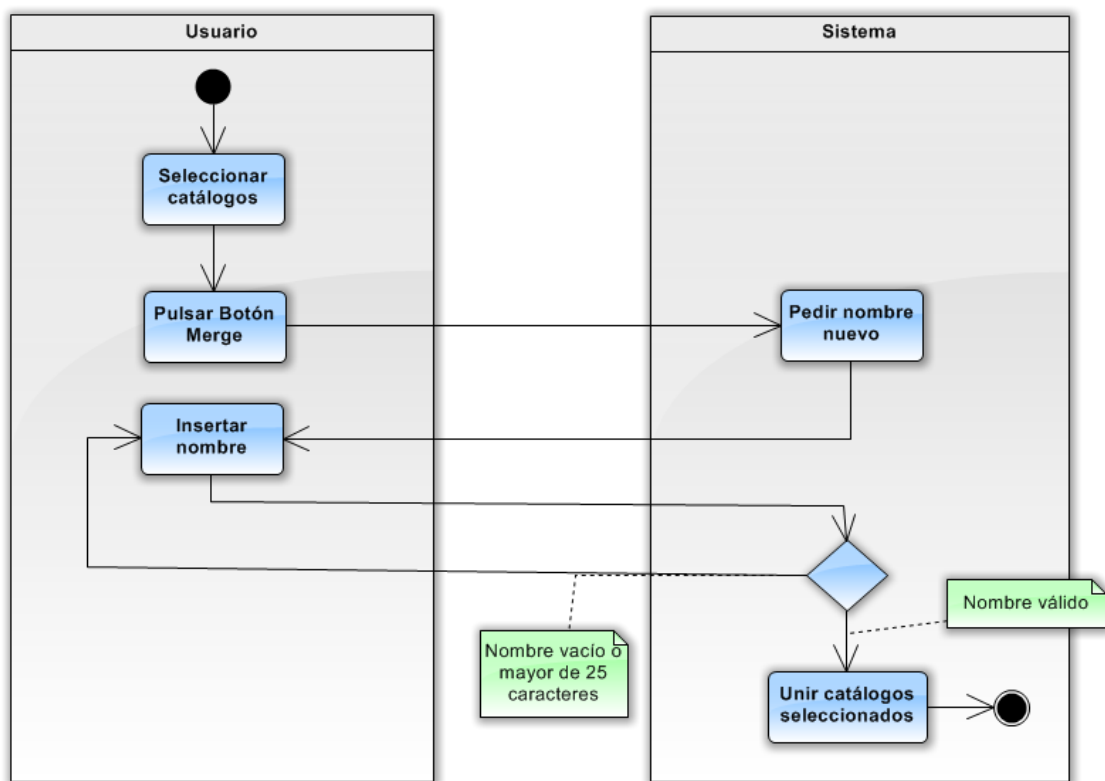 Usuario
Sistema
Seleccionar
catálogos
Pulsar Botón
Merge
Pedir nombre
nuevo
Insertar
nombre
Nombre válido
Nombre vacío o
mayor de 25
caracteres
Unir catálogos
seleccionados